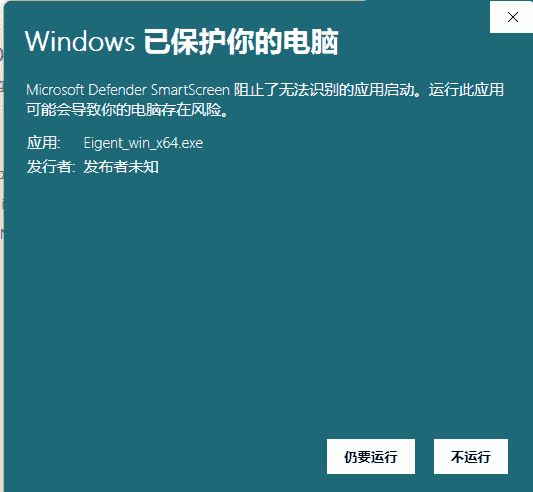 Windows 已保护你的电脑
Microsoft Defender SmartScreen 阻止了无法识别的应用启动。运行此应用
可能会导致你的电脑存在风险。
应用: Eigent_win_x64.exe
发行者: 发布者未知
仍要运行 不运行